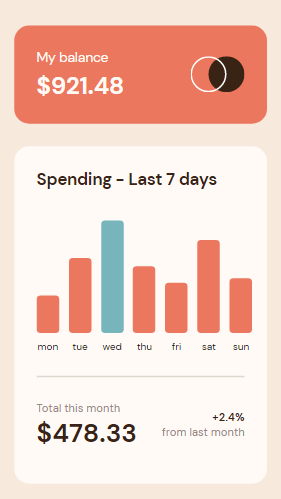 My balance
$921.48
Spending - Last 7 days
mon tue wed thu fri sat sun
Total this month
$478.33
+2.4%
from last month